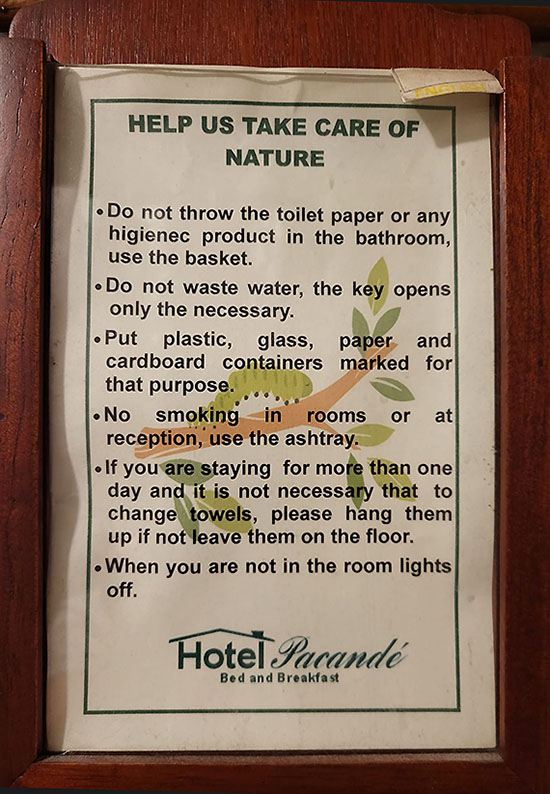 HELP US TAKE CARE OF
NATURE
• Do not throw the toilet paper or any
higienec product in the bathroom,
use the basket.
• Do not waste water, the key opens
only the necessary.
• Put plastic, glass, paper and
cardboard containers marked for
that purpose.
• No smoking in rooms or at
reception, use the ashtray.
• If you are staying for more than one
day and it is not necessary that to
change towels, please hang them
up if not leave them on the floor.
• When you are not in the room lights
off.
Hotel Pacandé
Bed and Breakfast